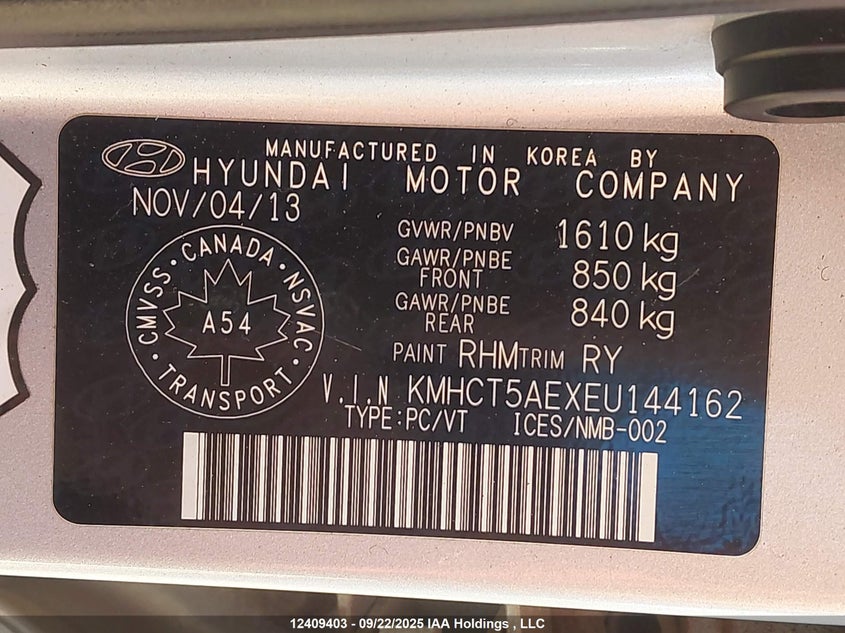 MANUFACTURED IN KOREA BY
HYUNDAI MOTOR COMPANY
NOV/04/13
GVWR/PNBV 1610 kg
GAWR/PNBE FRONT 850 kg
GAWR/PNBE REAR 840 kg
CANADA · NSVAC · TRANSPORT · CMVSS
A54
PAINT RHM TRIM RY
V.I.N KMHCT5AEXEU144162
TYPE:PC/VT ICES/NMB-002
12409403 - 09/22/2025 IAA Holdings , LLC